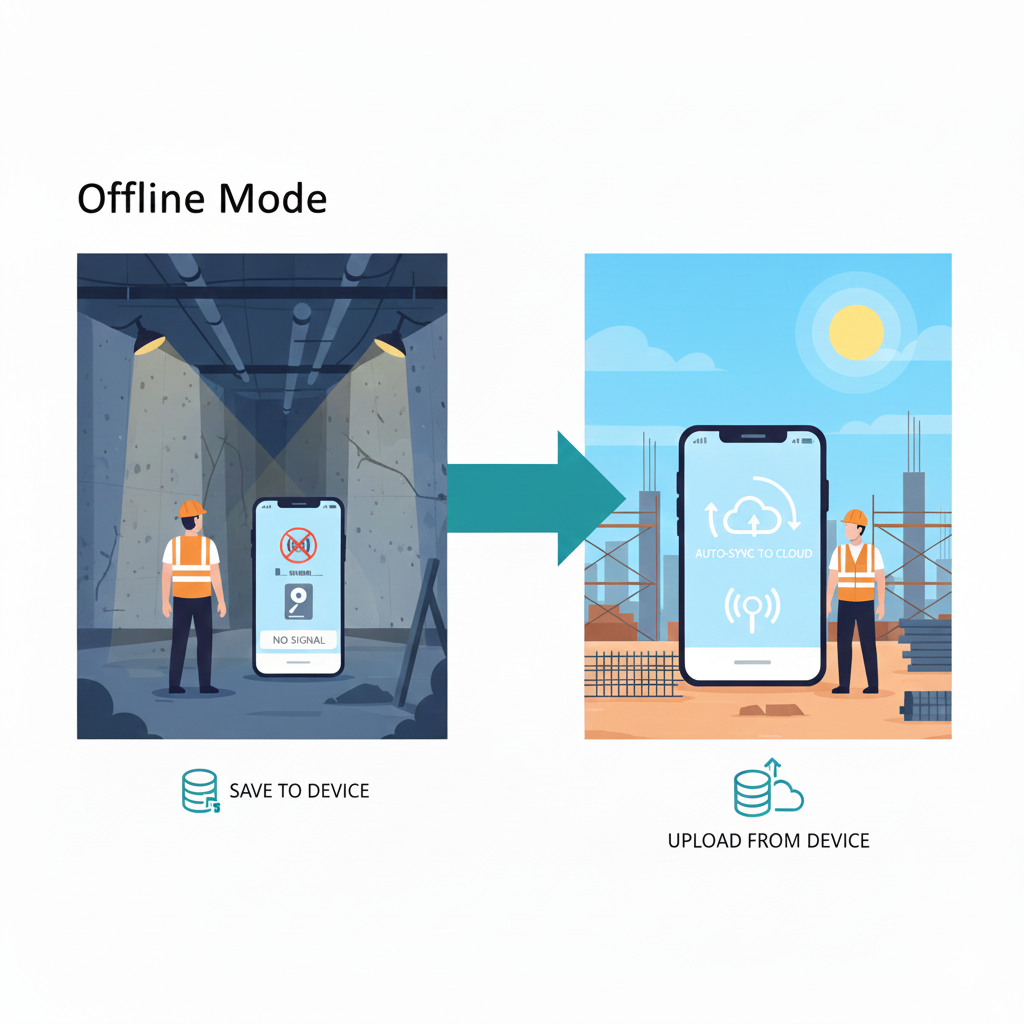 Offline Mode
NO SIGNAL
AUTO-SYNC TO CLOUD
SAVE TO DEVICE
UPLOAD FROM DEVICE